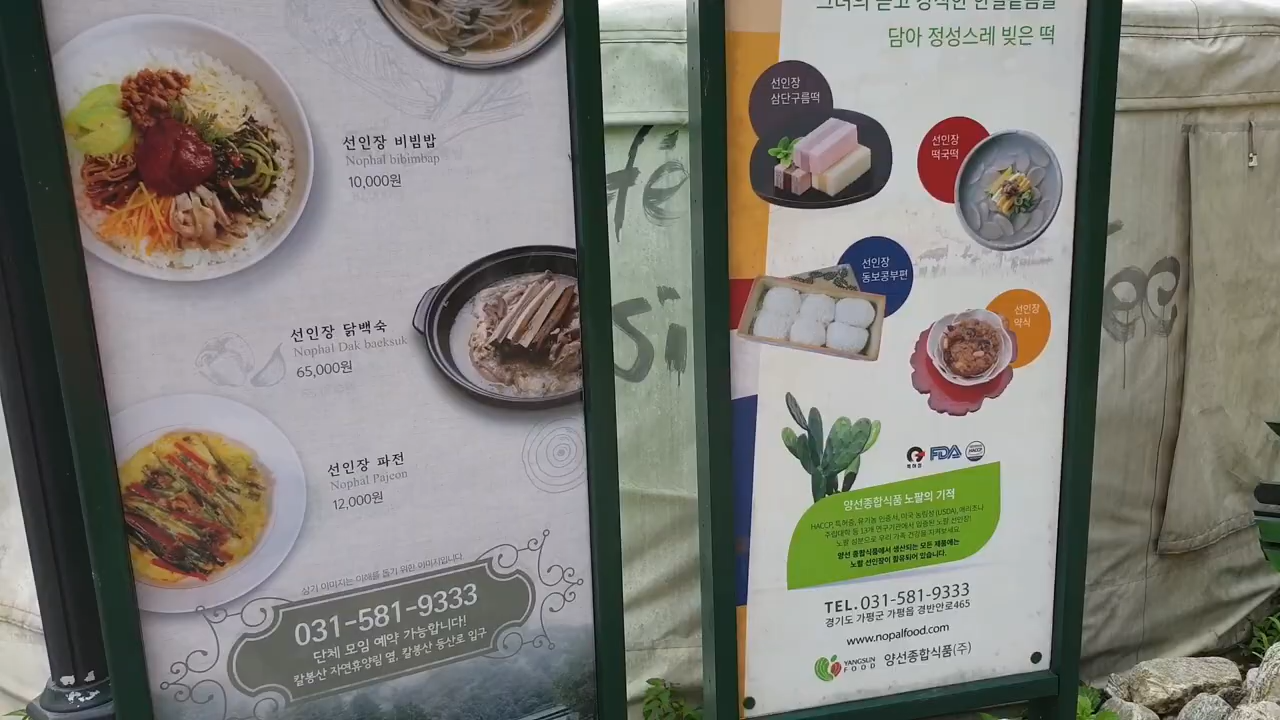 선인장 비빔밥
Nophal bibimbap
10,000원
선인장 닭백숙
Nophal Dak baeksuk
65,000원
선인장 파전
Nophal Pajeon
12,000원
상기 이미지는 이해를 돕기 위한 이미지입니다.
031-581-9333
단체 모임 예약 가능합니다!
칼봉산 자연휴양림 옆, 칼봉산 등산로 입구
담아 정성스레 빚은 떡
선인장
삼단구름떡
선인장
떡국떡
선인장
동보콩부편
선인장
약식
FDA
HACCP
양선종합식품 노팔의 기적
HACCP, 특허증, 유기농 인증서, 미국 농림성(USDA), 애리조나
주립대학 등 13개 연구기관에서 입증된 노팔 선인장!
노팔 성분으로 우리 가족 건강을 지켜보세요.
양선 종합식품에서 생산되는 모든 제품에는
노팔 선인장이 함유되어 있습니다.
TEL. 031-581-9333
경기도 가평군 가평읍 경반안로465
www.nopalfood.com
YANGSUN
FOOD
양선종합식품(주)